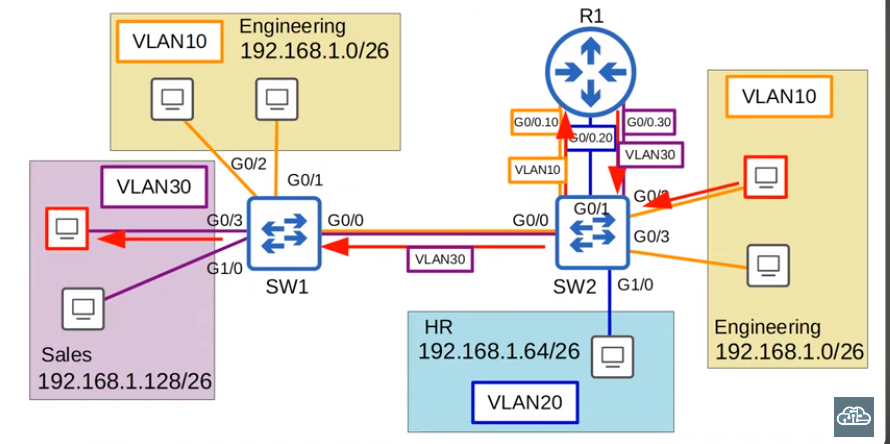 R1
Engineering
192.168.1.0/26
VLAN10
VLAN10
G0/0.10
G0/0.20
G0/0.30
VLAN10
VLAN30
G0/2
G0/1
VLAN30
G0/3
G0/0
G0/0
G0/1
G0/2
G0/3
G1/0
VLAN30
SW1
SW2
G1/0
Sales
192.168.1.128/26
HR
192.168.1.64/26
VLAN20
Engineering
192.168.1.0/26